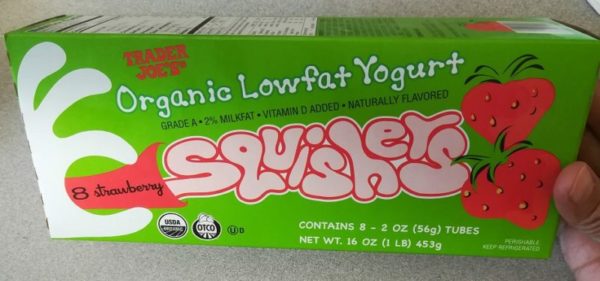 TRADER
JOE'S
Organic Lowfat Yogurt
GRADE A • 2% MILKFAT • VITAMIN D ADDED • NATURALLY FLAVORED
squishers
8 strawberry
USDA
ORGANIC
OTCO
U D
CONTAINS 8 - 2 OZ (56g) TUBES
NET WT. 16 OZ (1 LB) 453g
PERISHABLE
KEEP REFRIGERATED